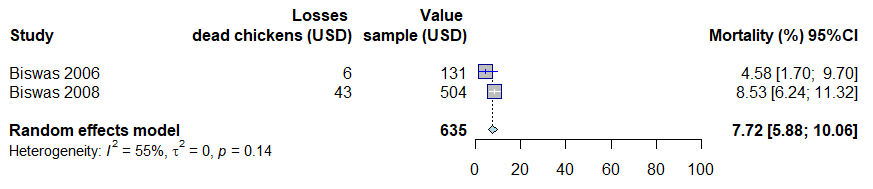 Losses Value
Study dead chickens (USD) sample (USD) Mortality (%) 95%CI
Biswas 2006 6 131 4.58 [1.70; 9.70]
Biswas 2008 43 504 8.53 [6.24; 11.32]
Random effects model 635 7.72 [5.88; 10.06]
Heterogeneity: I² = 55%, τ² = 0, p = 0.14
0 20 40 60 80 100